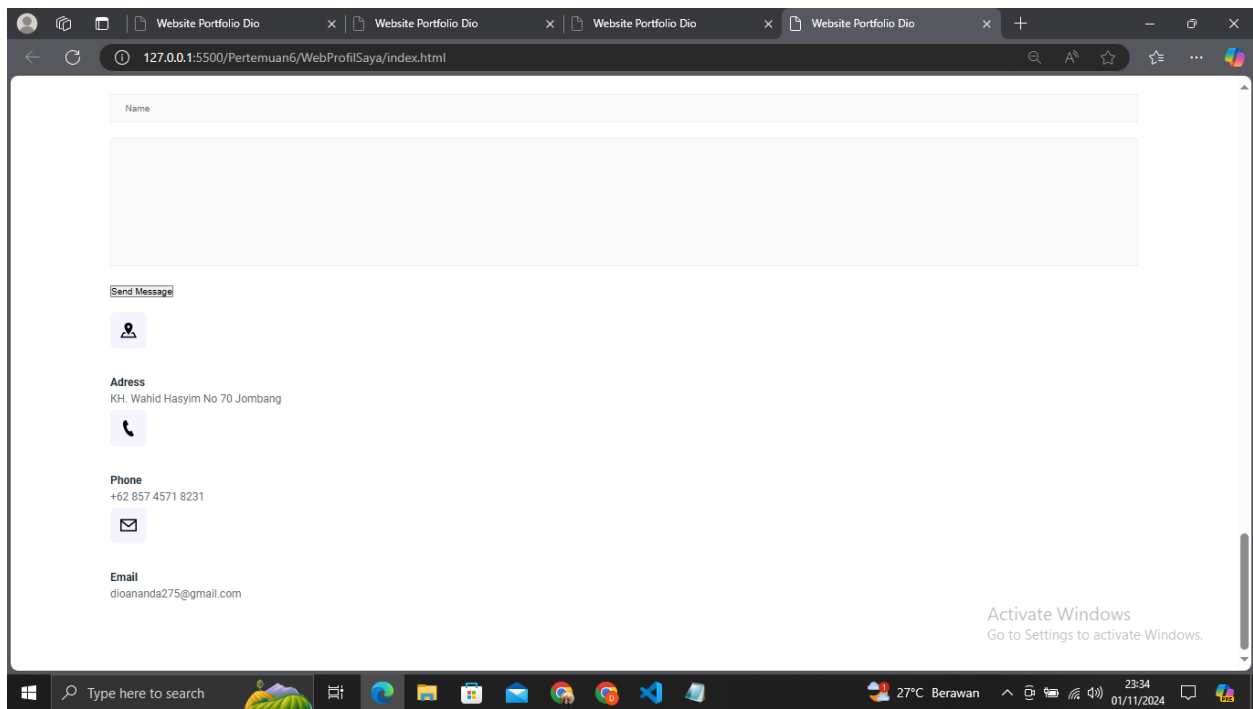 Website Portfolio Dio
Website Portfolio Dio
Website Portfolio Dio
Website Portfolio Dio
127.0.0.1:5500/Pertemuan6/WebProfilSaya/index.html
Name
Send Message
Adress
KH. Wahid Hasyim No 70 Jombang
Phone
+62 857 4571 8231
Email
dioananda275@gmail.com
Activate Windows
Go to Settings to activate Windows.
Type here to search
27°C Berawan
23:34
01/11/2024